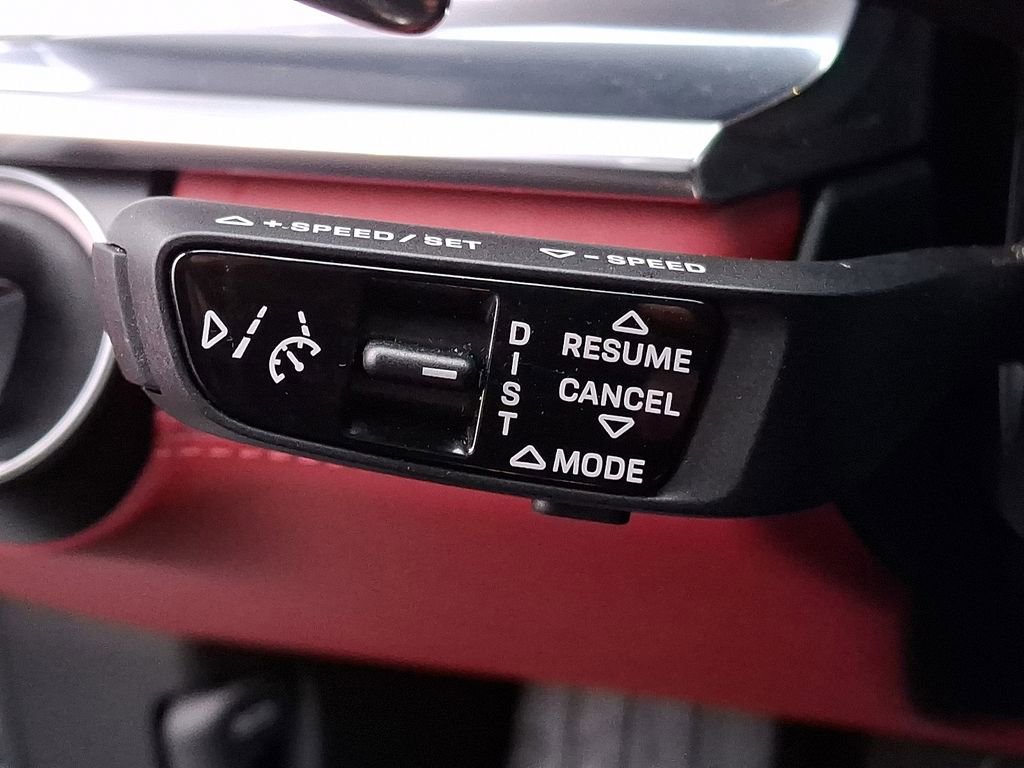 + SPEED / SET
- SPEED
DIST
RESUME
CANCEL
MODE